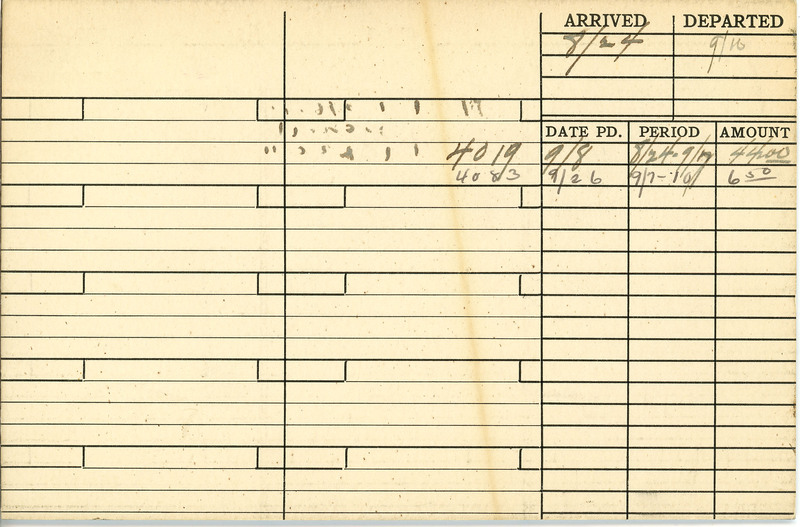 ARRIVED DEPARTED
8/24 9/10
DATE PD. PERIOD AMOUNT
4019 9/8 8/24-9/7 44.00
4083 9/26 9/7-10/ 6 50